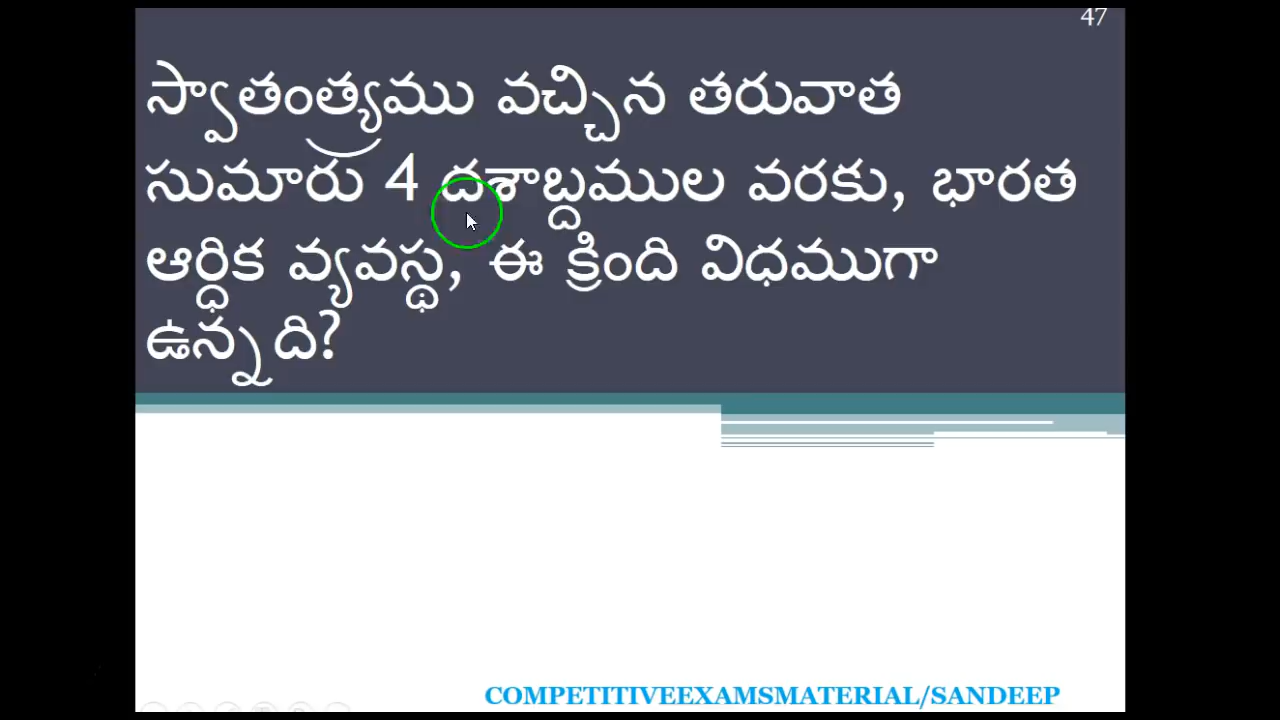 47
స్వాతంత్ర్యము వచ్చిన తరువాత
సుమారు 4 దశాబ్దముల వరకు, భారత
ఆర్ధిక వ్యవస్థ, ఈ క్రింది విధముగా
ఉన్నది?
COMPETITIVEEXAMSMATERIAL/SANDEEP